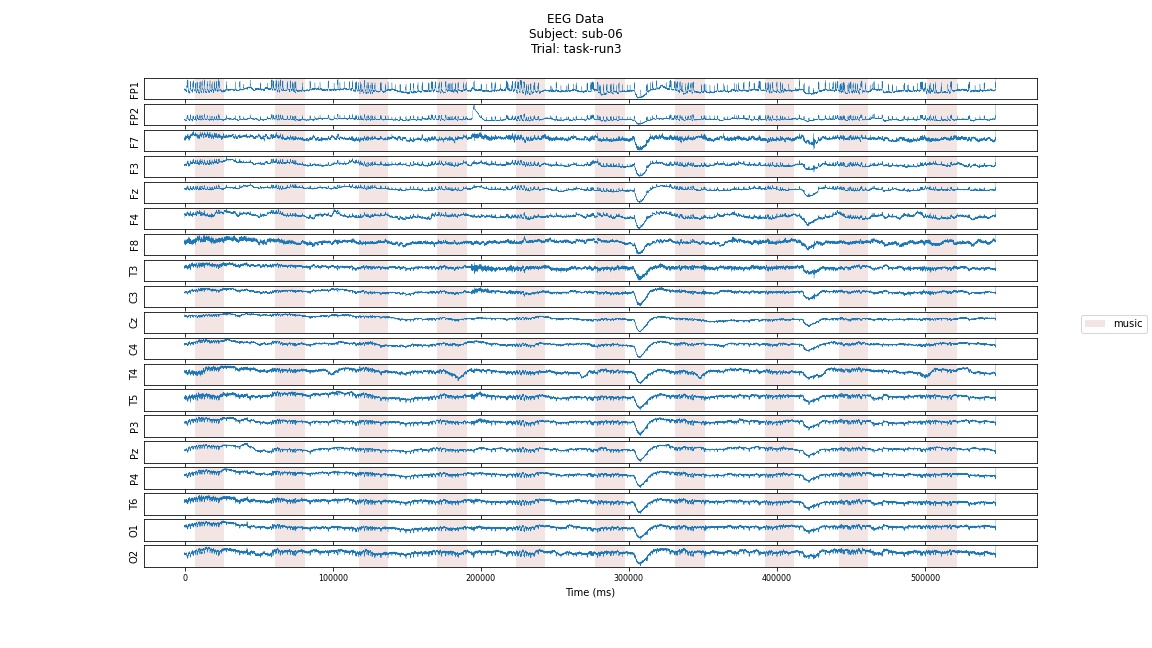 EEG Data
Subject: sub-06
Trial: task-run3
FP1
FP2
F7
F3
Fz
F4
F8
T3
C3
Cz
C4
T4
T5
P3
Pz
P4
T6
O1
O2
music
0 100000 200000 300000 400000 500000
Time (ms)